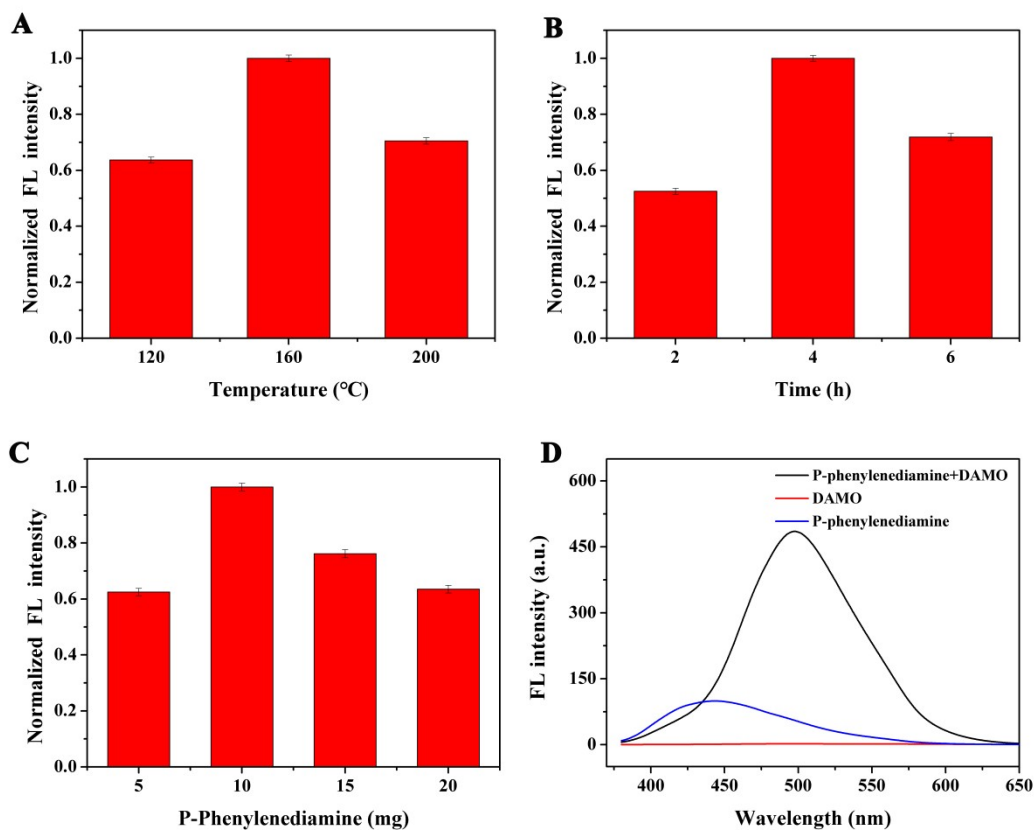 A
Normalized FL intensity
1.0
0.8
0.6
0.4
0.2
0.0
120 160 200
Temperature (°C)
B
Normalized FL intensity
1.0
0.8
0.6
0.4
0.2
0.0
2 4 6
Time (h)
C
Normalized FL intensity
1.0
0.8
0.6
0.4
0.2
0.0
5 10 15 20
P-Phenylenediamine (mg)
D
FL intensity (a.u.)
600
450
300
150
0
P-phenylenediamine+DAMO
DAMO
P-phenylenediamine
400 450 500 550 600 650
Wavelength (nm)